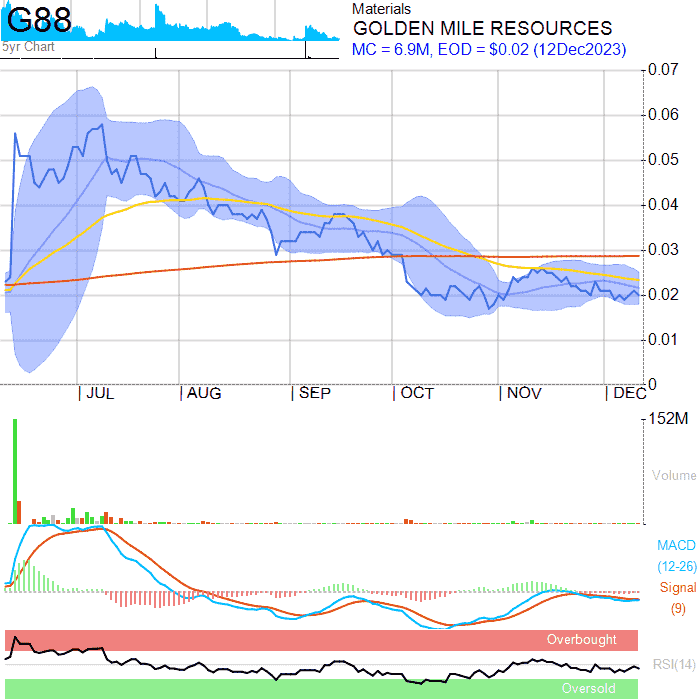 G88
5yr Chart
Materials
GOLDEN MILE RESOURCES
MC = 6.9M, EOD = $0.02 (12Dec2023)
0.07
0.06
0.05
0.04
0.03
0.02
0.01
0
JUL AUG SEP OCT NOV DEC
152M
Volume
MACD
(12-26)
Signal
(9)
Overbought
RSI(14)
Oversold